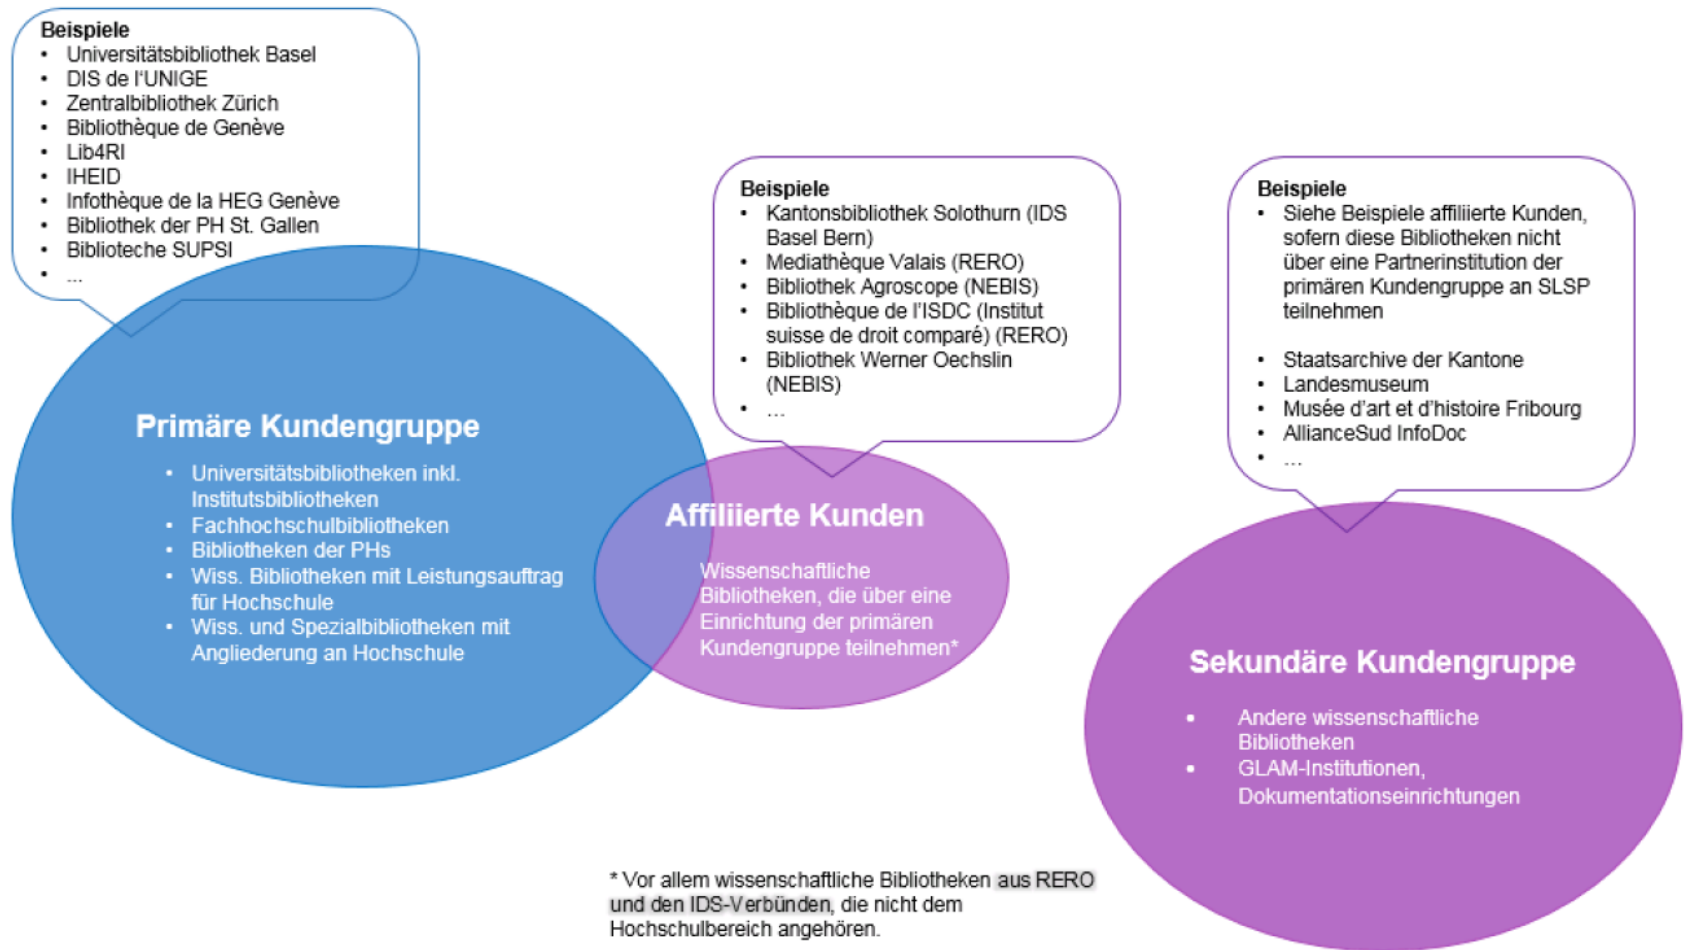 Beispiele
• Universitätsbibliothek Basel
• DIS de l'UNIGE
• Zentralbibliothek Zürich
• Bibliothèque de Genève
• Lib4RI
• IHEID
• Infothèque de la HEG Genève
• Bibliothek der PH St. Gallen
• Biblioteche SUPSI
• ...
Primäre Kundengruppe
• Universitätsbibliotheken inkl.
Institutsbibliotheken
• Fachhochschulbibliotheken
• Bibliotheken der PHs
• Wiss. Bibliotheken mit Leistungsauftrag
für Hochschule
• Wiss. und Spezialbibliotheken mit
Angliederung an Hochschule
Beispiele
• Kantonsbibliothek Solothurn (IDS
Basel Bern)
• Mediathèque Valais (RERO)
• Bibliothek Agroscope (NEBIS)
• Bibliothèque de l'ISDC (Institut
suisse de droit comparé) (RERO)
• Bibliothek Werner Oechslin
(NEBIS)
• ...
Affiliierte Kunden
Wissenschaftliche
Bibliotheken, die über eine
Einrichtung der primären
Kundengruppe teilnehmen*
Beispiele
• Siehe Beispiele affiliierte Kunden,
sofern diese Bibliotheken nicht
über eine Partnerinstitution der
primären Kundengruppe an SLSP
teilnehmen
• Staatsarchive der Kantone
• Landesmuseum
• Musée d'art et d'histoire Fribourg
• AllianceSud InfoDoc
• ...
Sekundäre Kundengruppe
• Andere wissenschaftliche
Bibliotheken
• GLAM-Institutionen,
Dokumentationseinrichtungen
* Vor allem wissenschaftliche Bibliotheken aus RERO
und den IDS-Verbünden, die nicht dem
Hochschulbereich angehören.